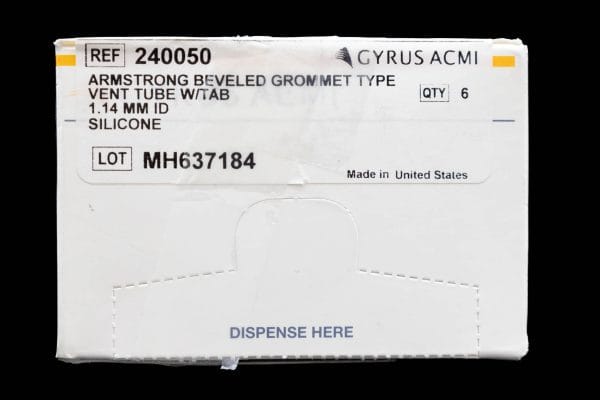 REF 240050 GYRUS ACMI
ARMSTRONG BEVELED GROMMET TYPE
VENT TUBE W/TAB QTY 6
1.14 MM ID
SILICONE
LOT MH637184
Made in United States
DISPENSE HERE